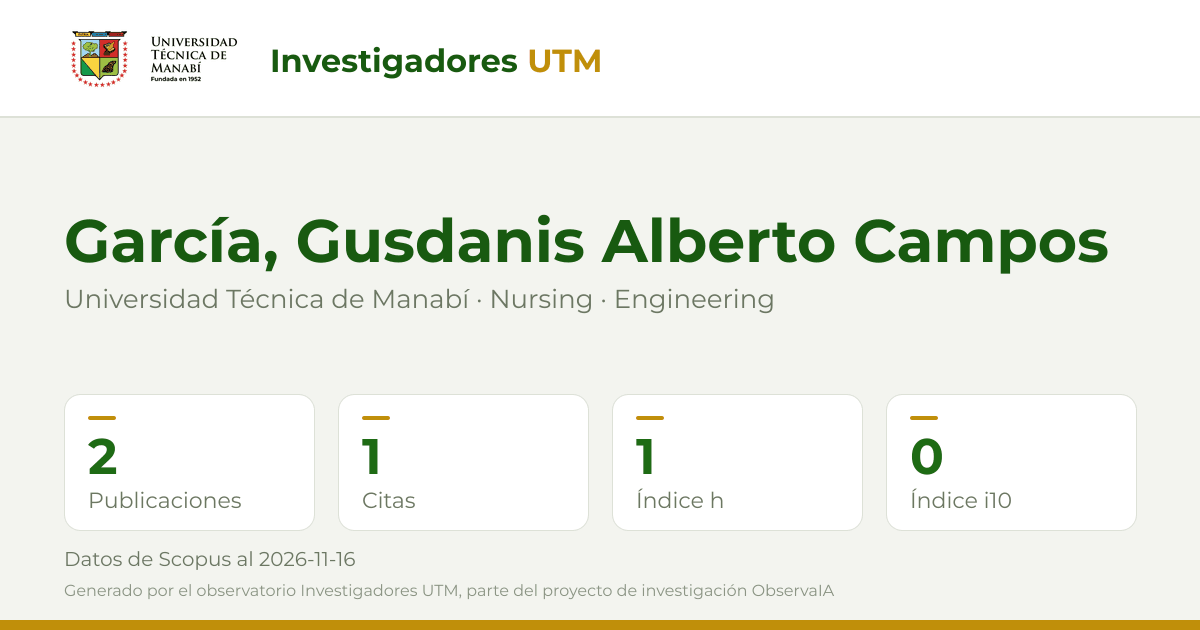 UNIVERSIDAD
TÉCNICA DE
MANABÍ
Fundada en 1952
Investigadores UTM
García, Gusdanis Alberto Campos
Universidad Técnica de Manabí · Nursing · Engineering
2
Publicaciones
1
Citas
1
Índice h
0
Índice i10
Datos de Scopus al 2026-11-16
Generado por el observatorio Investigadores UTM, parte del proyecto de investigación ObservaIA